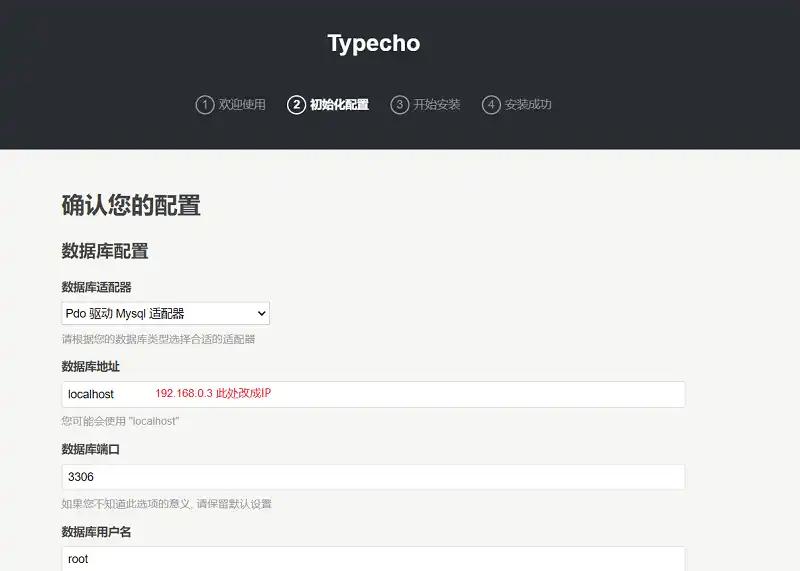 Typecho
1 欢迎使用 2 初始化配置 3 开始安装 4 安装成功
确认您的配置
数据库配置
数据库适配器
Pdo 驱动 Mysql 适配器
请根据您的数据库类型选择合适的适配器
数据库地址
localhost 192.168.0.3 此处改成IP
您可能会使用 "localhost"
数据库端口
3306
如果您不知道此选项的意义, 请保留默认设置
数据库用户名
root